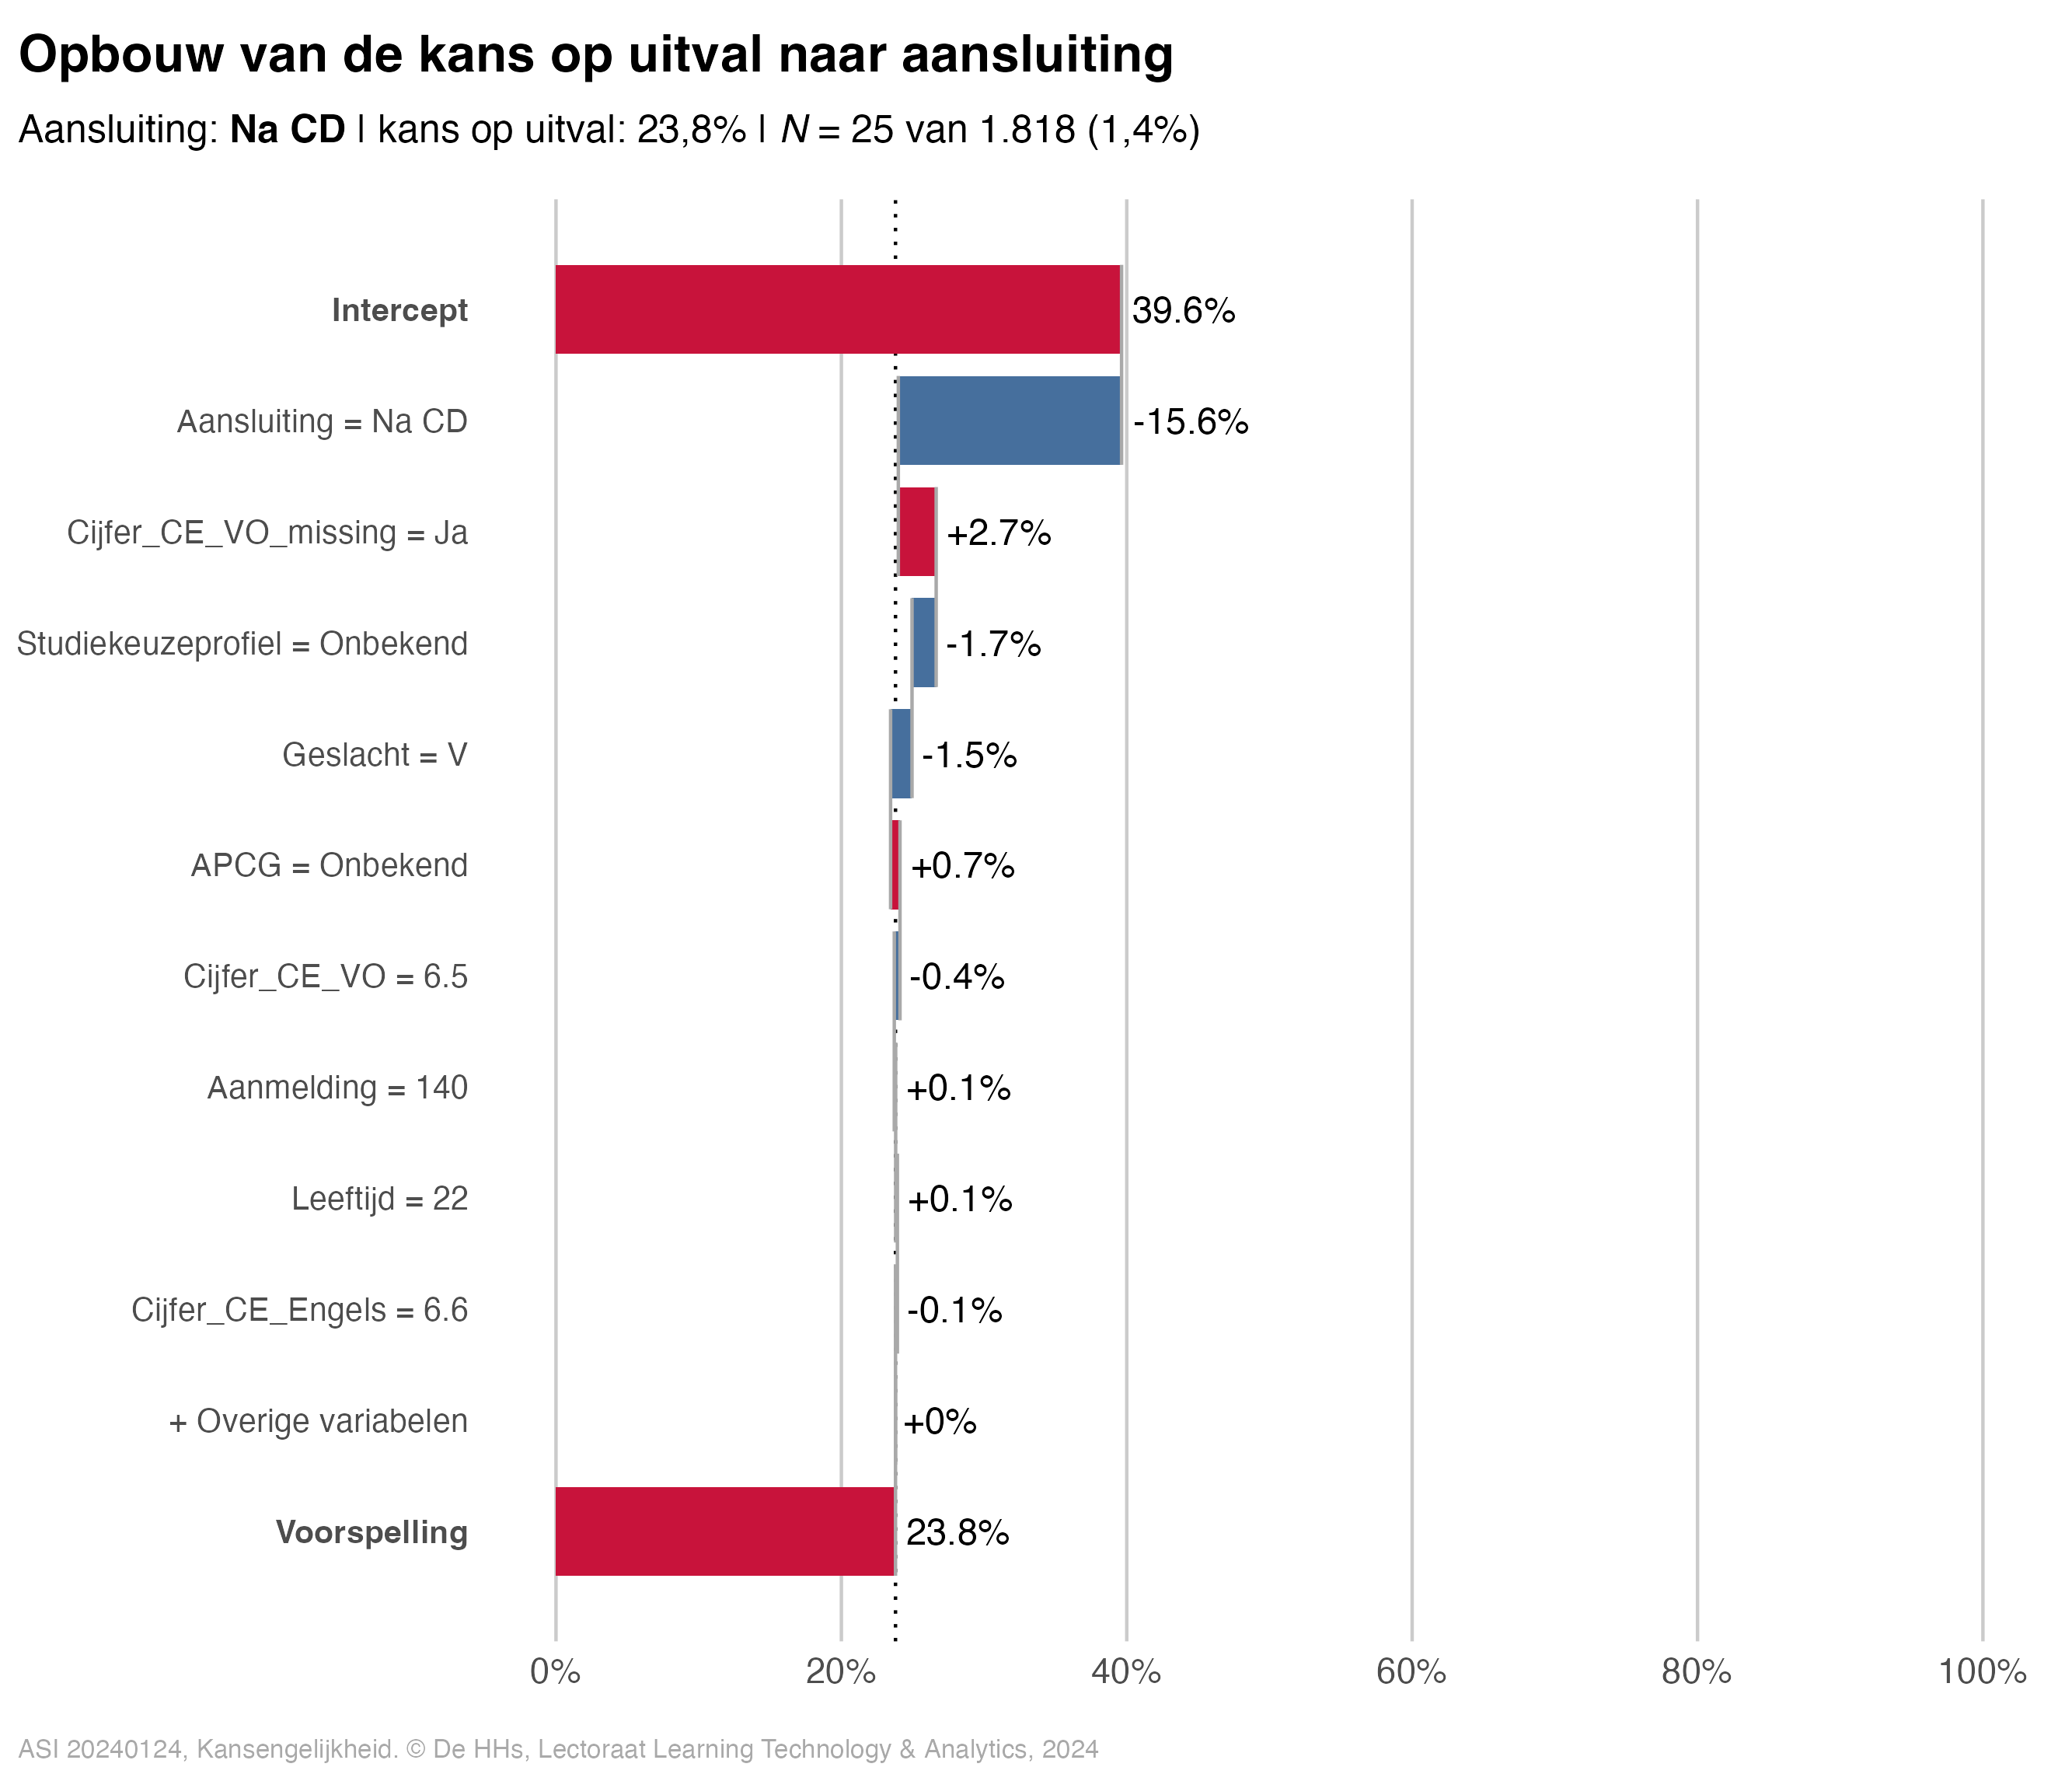 Opbouw van de kans op uitval naar aansluiting
Aansluiting: Na CD | kans op uitval: 23,8% | N = 25 van 1.818 (1,4%)
Intercept 39.6%
Aansluiting = Na CD -15.6%
Cijfer_CE_VO_missing = Ja +2.7%
Studiekeuzeprofiel = Onbekend -1.7%
Geslacht = V -1.5%
APCG = Onbekend +0.7%
Cijfer_CE_VO = 6.5 -0.4%
Aanmelding = 140 +0.1%
Leeftijd = 22 +0.1%
Cijfer_CE_Engels = 6.6 -0.1%
+ Overige variabelen +0%
Voorspelling 23.8%
0% 20% 40% 60% 80% 100%
ASI 20240124, Kansengelijkheid. © De HHs, Lectoraat Learning Technology & Analytics, 2024